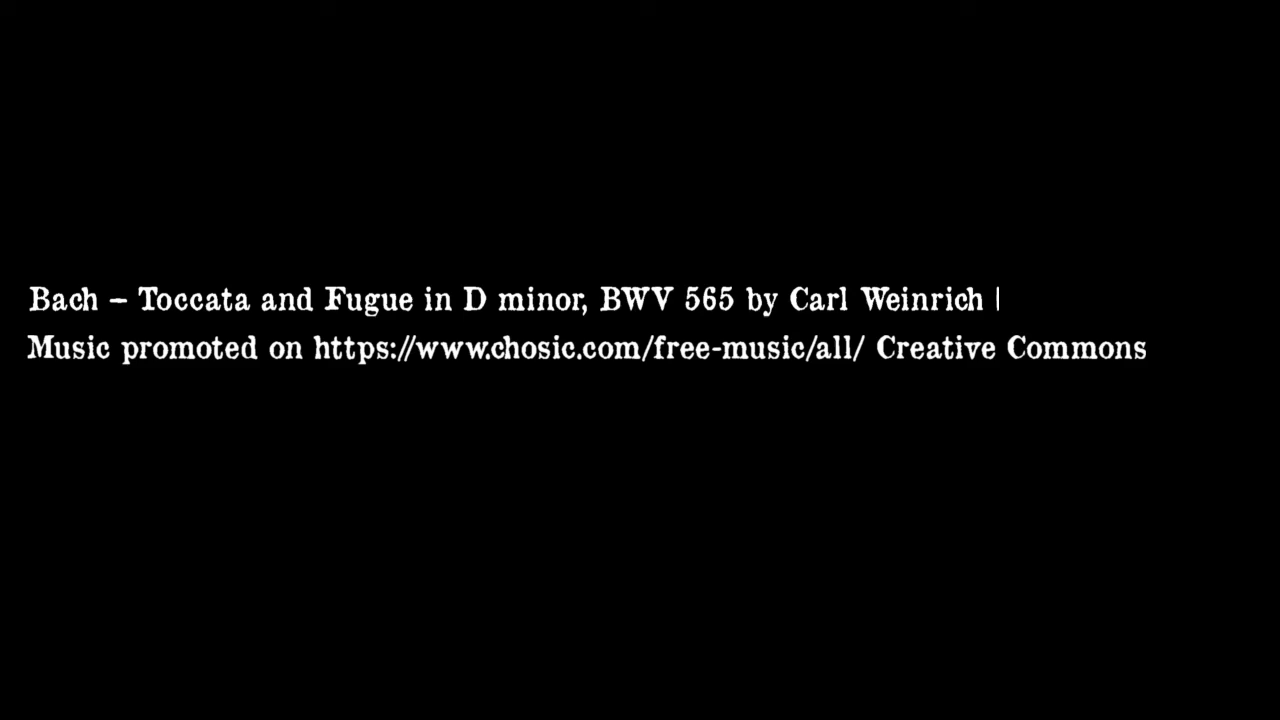 Bach – Toccata and Fugue in D minor, BWV 565 by Carl Weinrich |
Music promoted on https://www.chosic.com/free-music/all/ Creative Commons